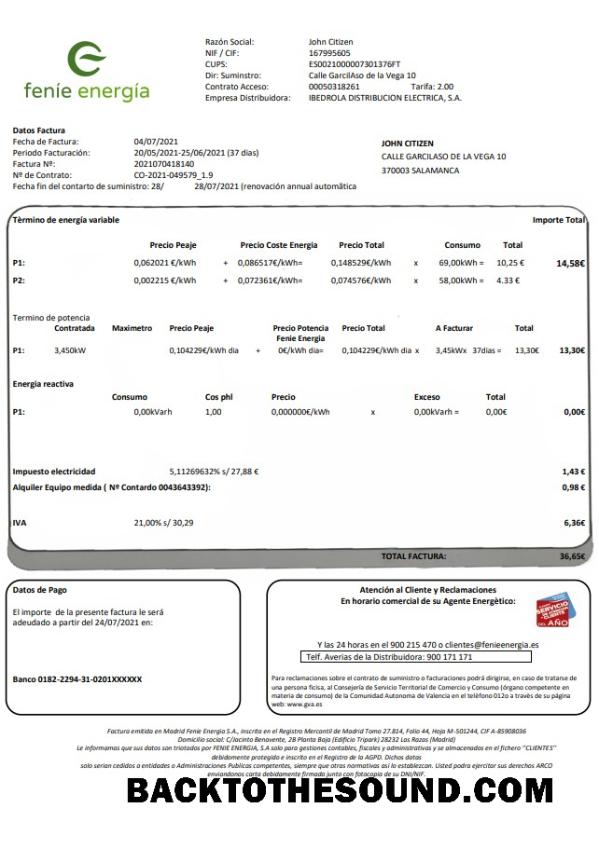 feníe energía
Razón Social: John Citizen
NIF / CIF: 167995605
CUPS: ES0021000007301376FT
Dir: Suminstro: Calle GarcilAso de la Vega 10
Contrato Acceso: 00050318261 Tarifa: 2.00
Empresa Distribuidora: IBEDROLA DISTRIBUCION ELECTRICA, S.A.
Datos Factura
Fecha de Factura: 04/07/2021
Periodo Facturación: 20/05/2021-25/06/2021 (37 dias)
Factura Nº: 2021070418140
Nº de Contrato: CO-2021-049579_1.9
Fecha fin del contarto de suministro: 28/ 28/07/2021 (renovación annual automãtica
JOHN CITIZEN
CALLE GARCILASO DE LA VEGA 10
370003 SALAMANCA
Tèrmino de energía variable Importe Total
Precio Peaje Precio Coste Energia Precio Total Consumo Total
P1: 0,062021 €/kWh + 0,086517€/kWh= 0,148529€/kWh x 69,00kWh = 10,25 € 14,58€
P2: 0,002215 €/kWh + 0,072361€/kWh= 0,074576€/kWh x 58,00kWh = 4.33 €
Termino de potencia
Contratada Maximetro Precio Peaje Precio Potencia Fenie Energia Precio Total A Facturar Total
P1: 3,450kW 0,104229€/kWh dia + 0€/kWh dia= 0,104229€/kWh dia x 3,45kWx 37dias = 13,30€ 13,30€
Energia reactiva
Consumo Cos phl Precio Exceso Total
P1: 0,00kVarh 1,00 0,000000€/kWh x 0,00kVarh = 0,00€ 0,00€
Impuesto electricidad 5,11269632% s/ 27,88 € 1,43 €
Alquiler Equipo medida ( Nº Contardo 0043643392): 0,98 €
IVA 21,00% s/ 30,29 6,36€
TOTAL FACTURA: 36,65€
Datos de Pago
El importe de la presente factura le será
adeudado a partir del 24/07/2021 en:
Banco 0182-2294-31-0201XXXXXX
Atención al Cliente y Reclamaciones
En horario comercial de su Agente Energètico:
SERVICIO
DE ATENCIÓN
AL CLIENTE
DEL AÑO
Y las 24 horas en el 900 215 470 o clientes@fenieenergia.es
Telf. Averias de la Distribuidora: 900 171 171
Para reclamaciones sobre el contrato de suministro o facturaciones podrá dirigirse, en caso de tratarse de
una persona ficisa, al Consejería de Servicio Territorial de Comercio y Consumo (órgano competente en
materia de consumo) de la Comunidad Autonoma de Valencia en el teléfono 012o a través de su página
web: www.gva.es
Factura emitida en Madrid Feníe Energía S.A., inscrita en el Registro Mercantil de Madrid Tomo 27.814, Folio 44, Hoja M-501244, CIF A-85908036
Domicilio social: C/Jacinto Benavente, 2B Planta Baja (Edificio Tripark) 28232 Las Rozas (Madrid)
Le informamos que sus datos son triotados por FENIE ENERGIA, S.A solo para gestiones contables, fiscales y administrativas y se almacenados en el fichero "CLIENTES"
debidamente protegido e inscrito en el Registro de la AGPD. Dichos datos
solo serian cedidos a entidades o Administraciones Publicas competentes, siempre que otras normativas así lo establezcan. Usted podra ejercitar sus derechos ARCO
enviandonos carta debidamente firmada junto con fotocopia de su DNI/NIF.
BACKTOTHESOUND.COM